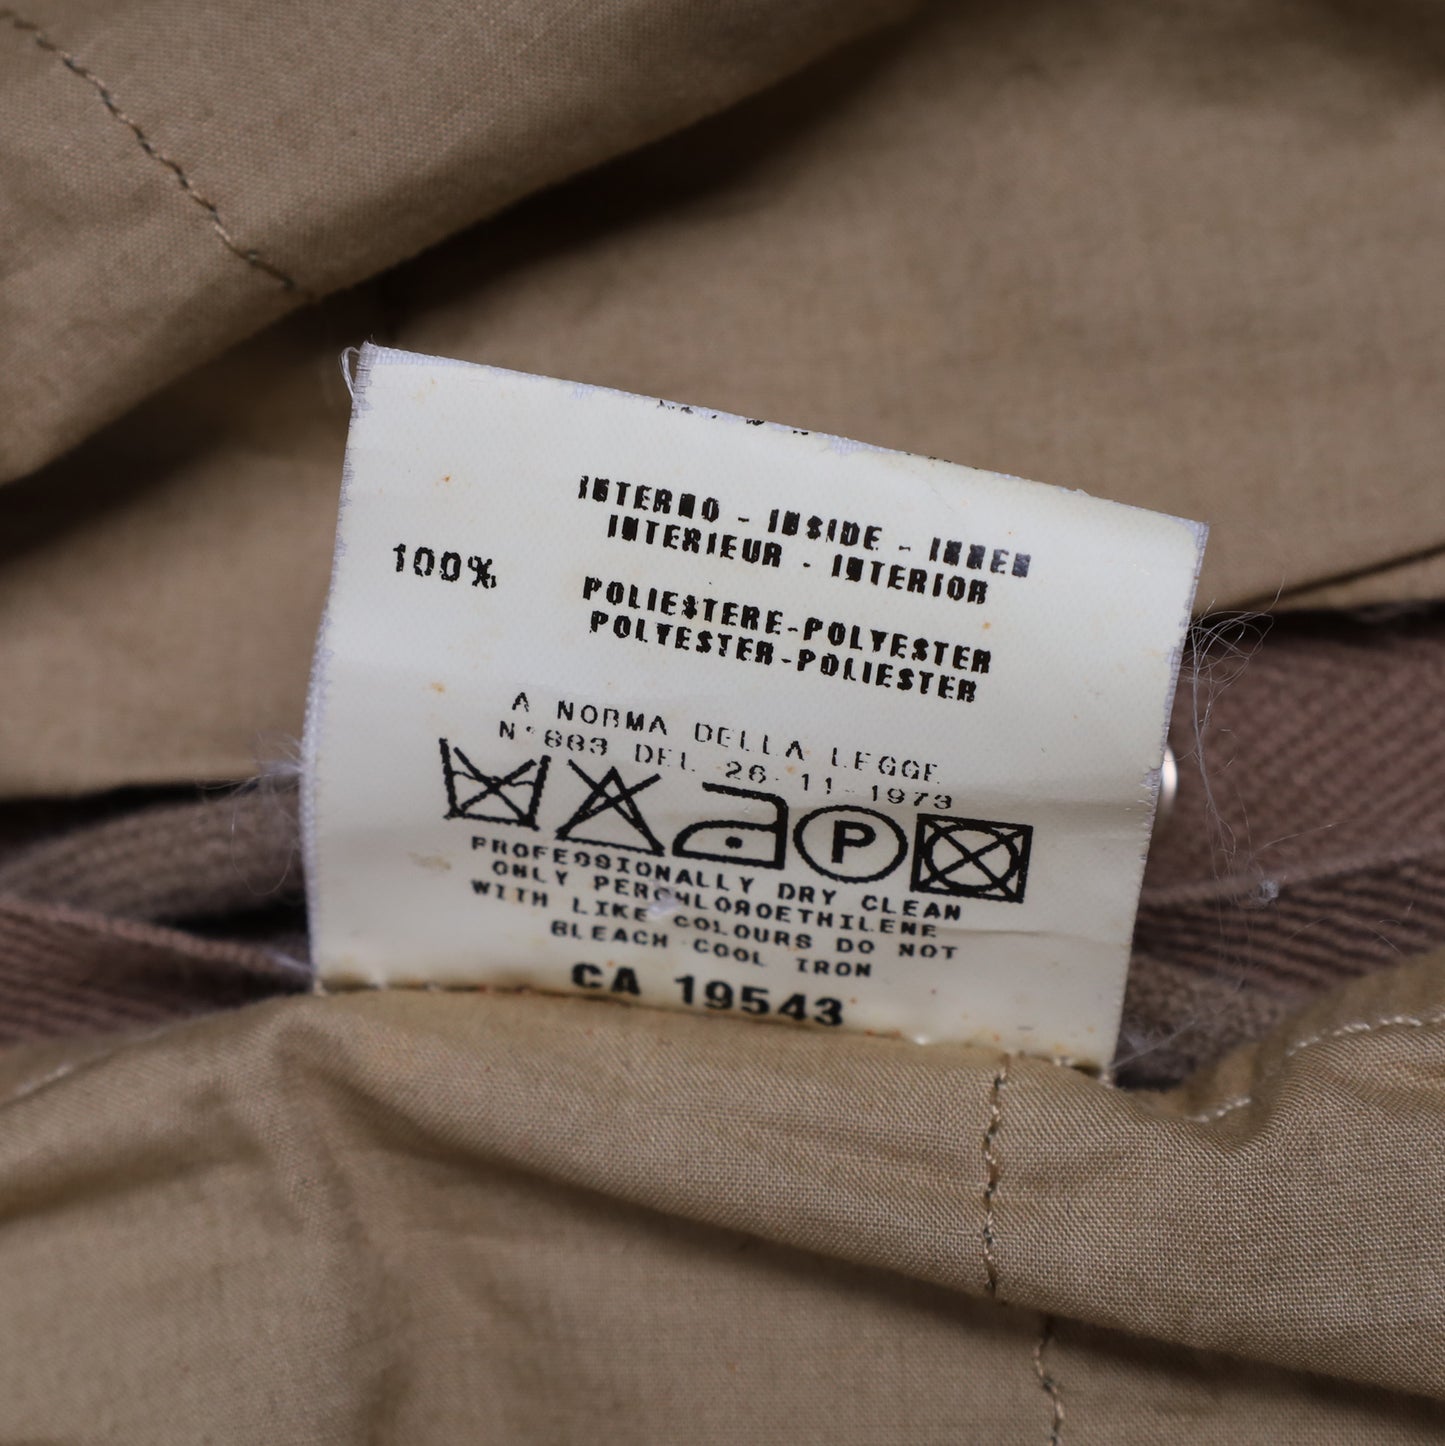 INTERNO - INSIDE - INNEN
INTERIEUR - INTERIOR
100%
POLIESTERE-POLYESTER
POLYESTER-POLIESTER
A NORMA DELLA LEGGE
N°883 DEL 26-11-1973
P
PROFESSIONALLY DRY CLEAN
ONLY PERCHLOROETHILENE
WITH LIKE COLOURS DO NOT
BLEACH COOL IRON
CA 19543